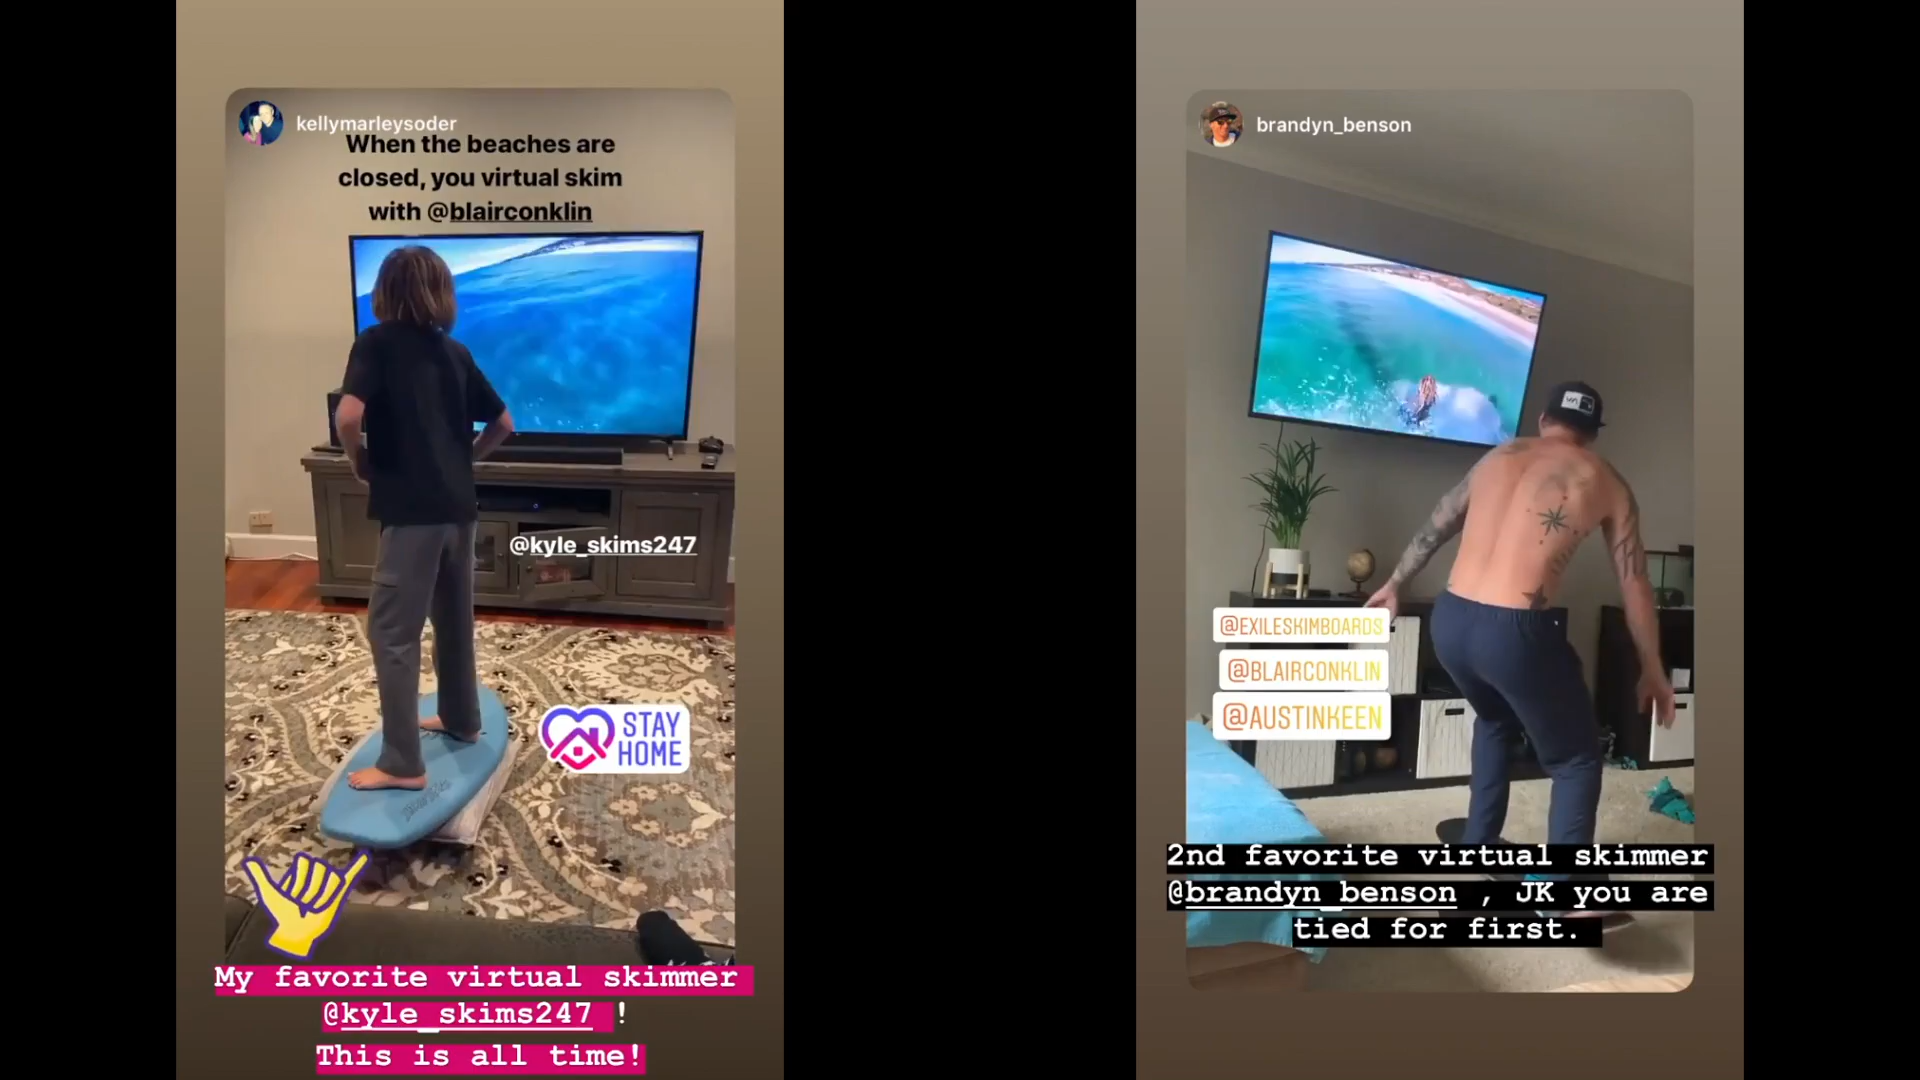 kellymarleysoder
When the beaches are
closed, you virtual skim
with @blairconklin
@kyle_skims247
STAY
HOME
My favorite virtual skimmer
@kyle_skims247 !
This is all time!
brandyn_benson
@EXILESKIMBOARDS
@BLAIRCONKLIN
@AUSTINKEEN
2nd favorite virtual skimmer
@brandyn_benson , JK you are
tied for first.